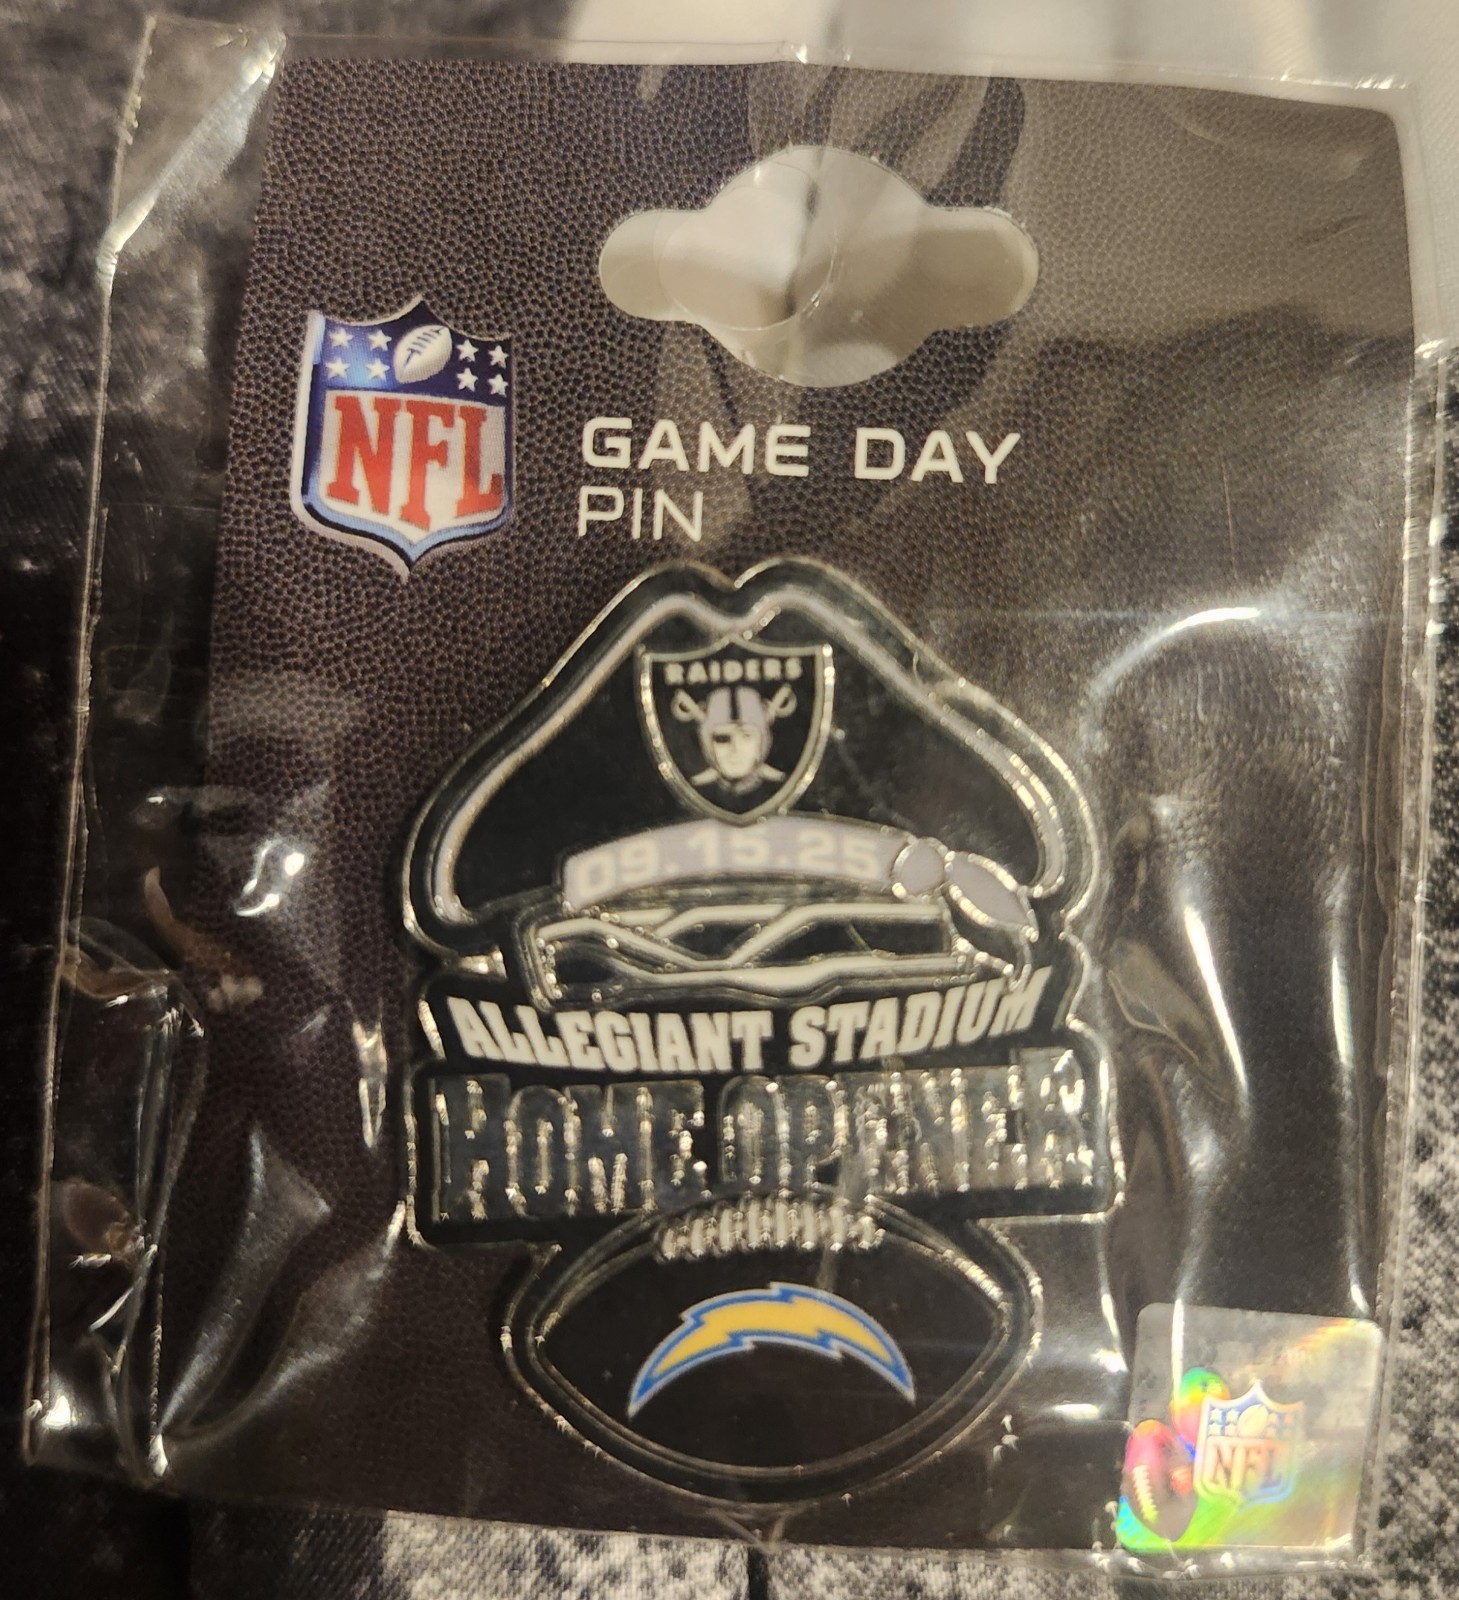 NFL
GAME DAY
PIN
RAIDERS
09.15.25
ALLEGIANT STADIUM
HOME OPENER
NFL